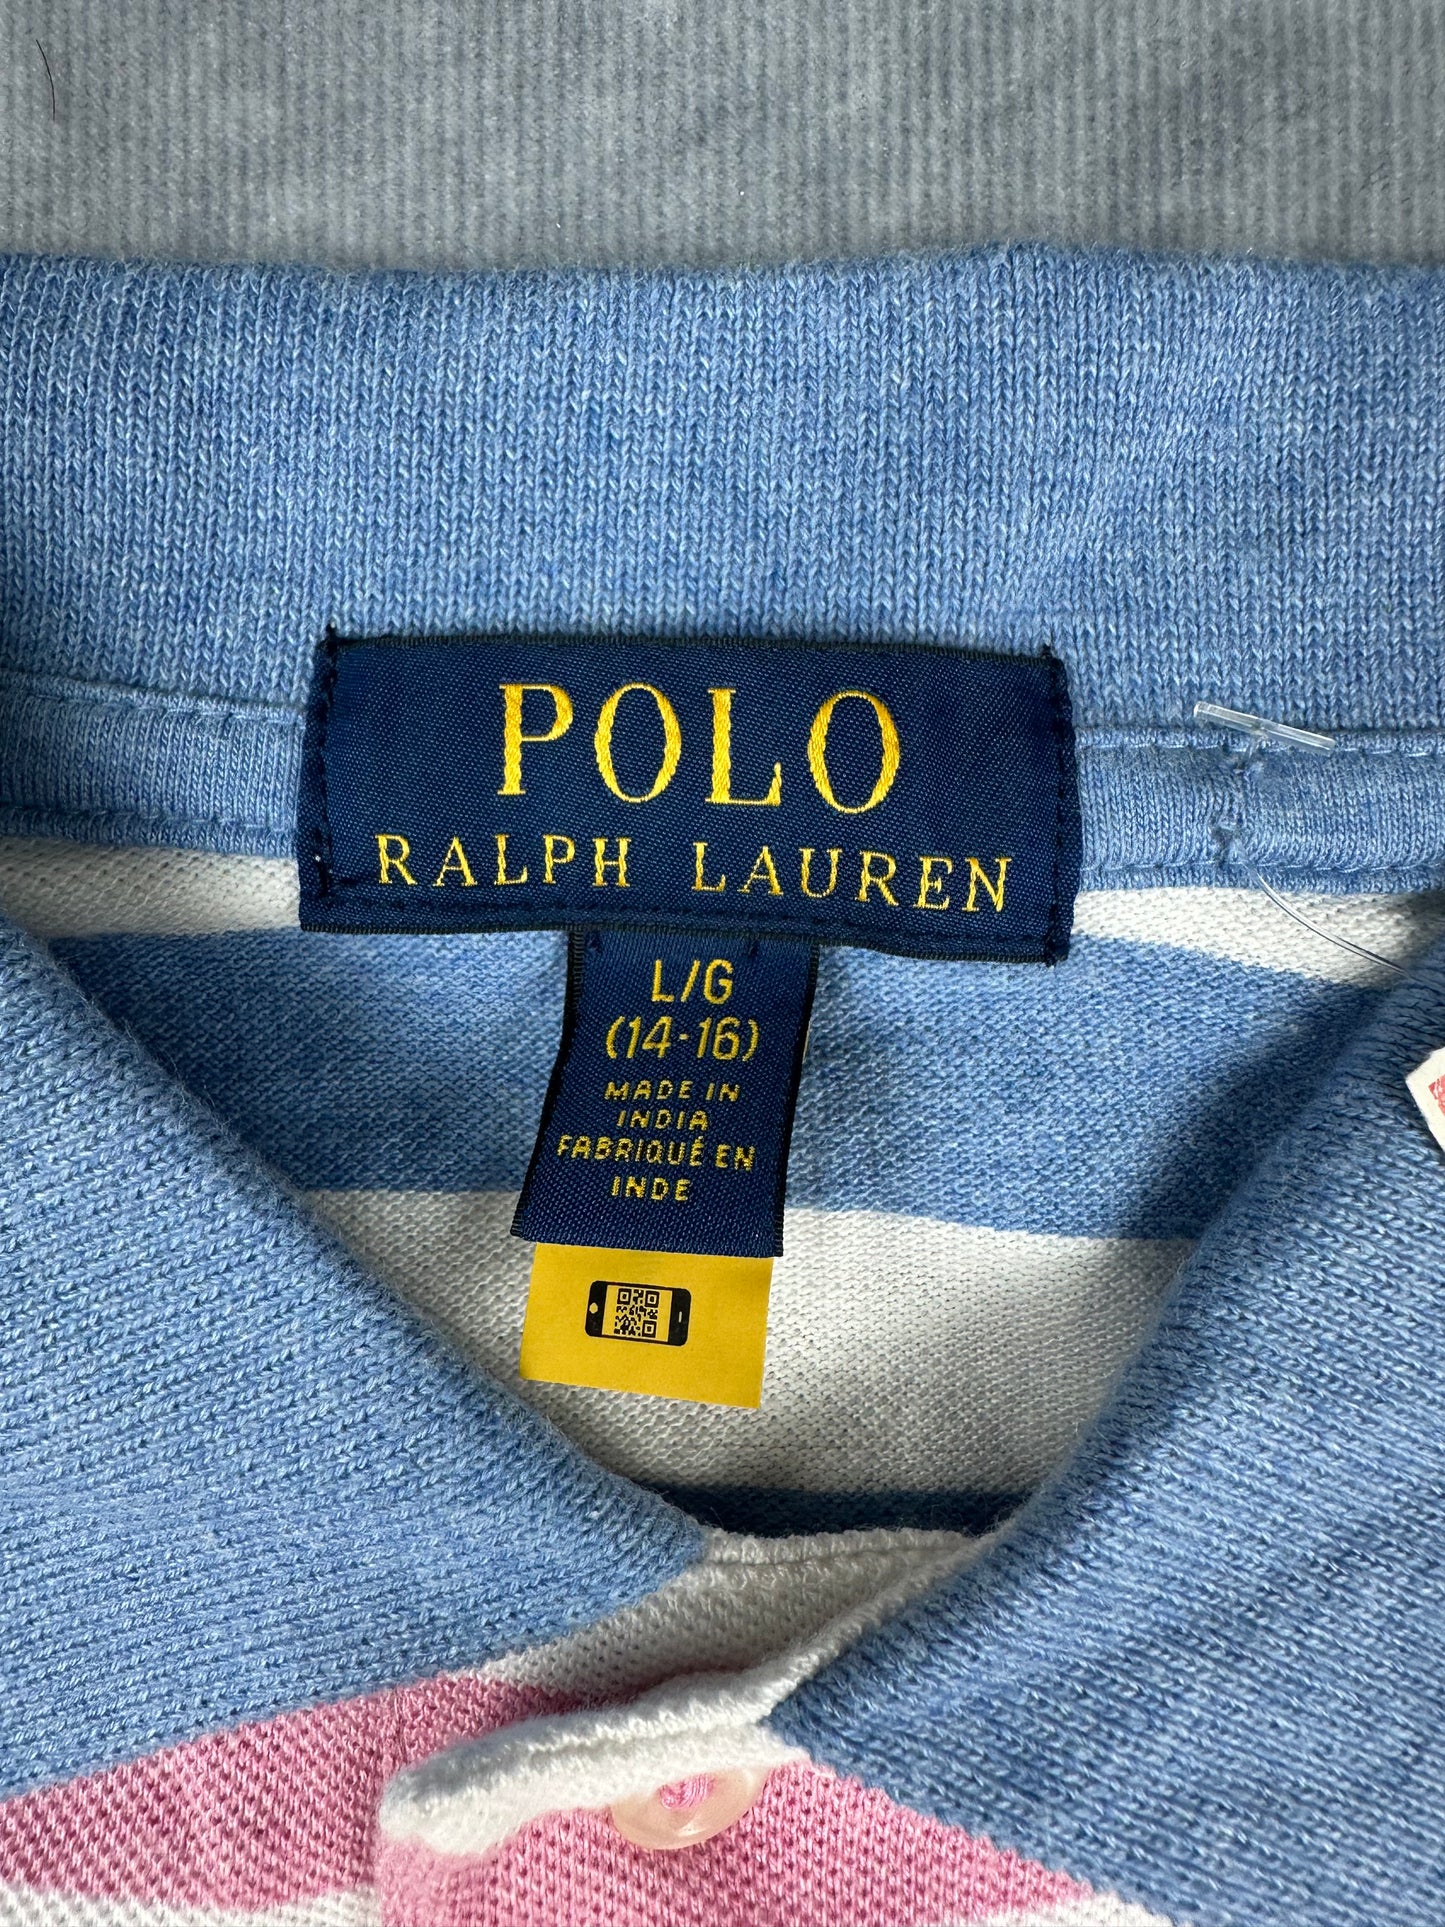 POLO
RALPH LAUREN
L/G
(14-16)
MADE IN
INDIA
FABRIQUÉ EN
INDE